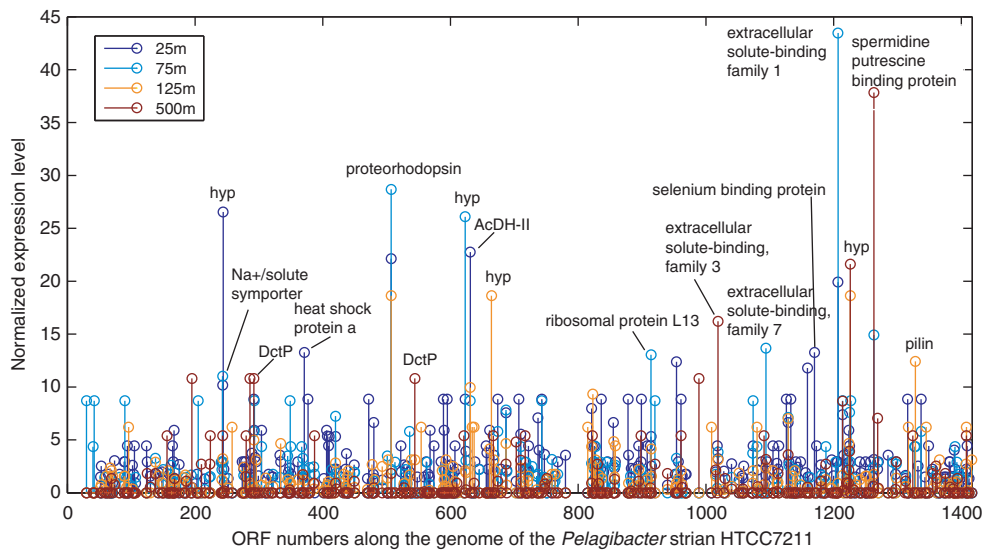 45
40
35
30
25
20
15
10
5
0
Normalized expression level
25m
75m
125m
500m
hyp
Na+/solute
symporter
DctP
heat shock
protein a
proteorhodopsin
DctP
hyp
AcDH-II
hyp
ribosomal protein L13
extracellular
solute-binding,
family 3
extracellular
solute-binding,
family 7
selenium binding protein
extracellular
solute-binding
family 1
spermidine
putrescine
binding protein
hyp
pilin
0 200 400 600 800 1000 1200 1400
ORF numbers along the genome of the Pelagibacter strian HTCC7211